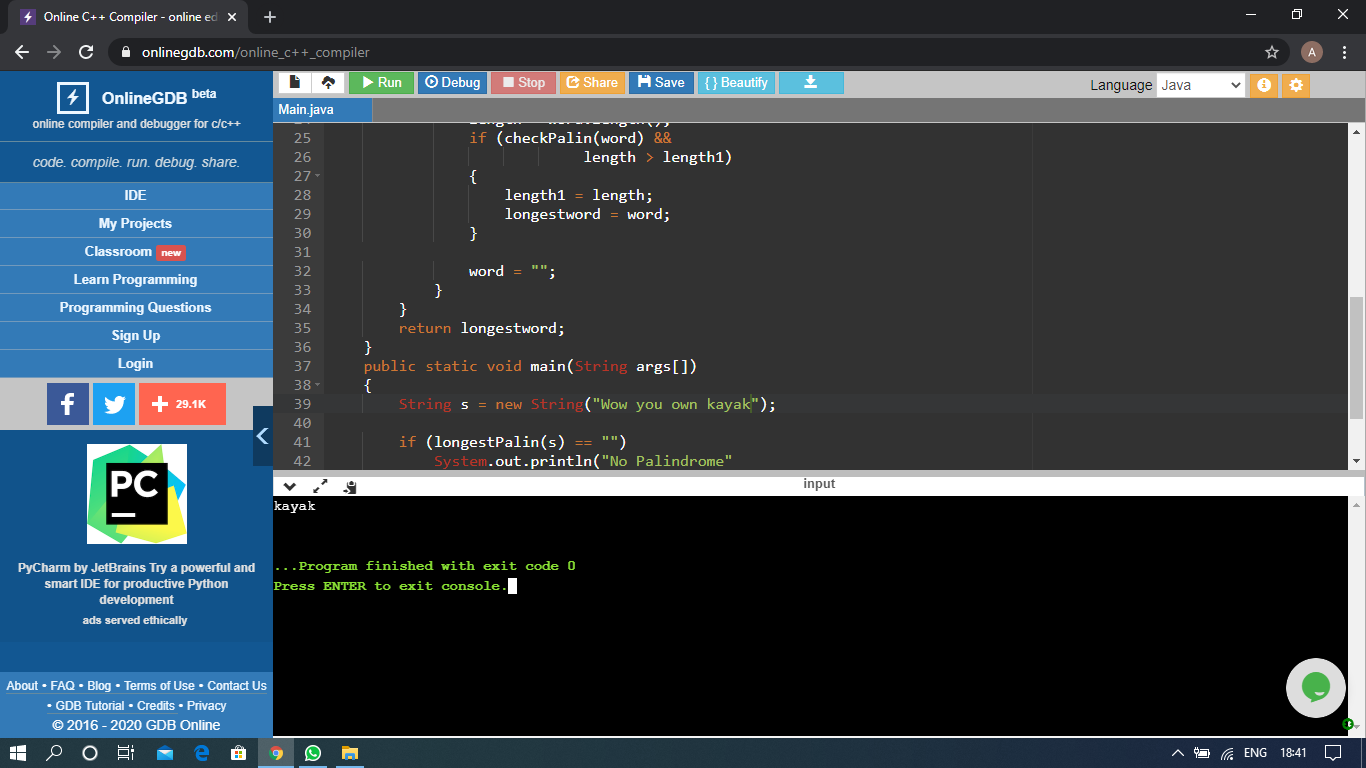 Online C++ Compiler - online ed
onlinegdb.com/online_c++_compiler
A
OnlineGDB beta
online compiler and debugger for c/c++
code. compile. run. debug. share.
IDE
My Projects
Classroom new
Learn Programming
Programming Questions
Sign Up
Login
29.1K
PC
PyCharm by JetBrains Try a powerful and
smart IDE for productive Python
development
ads served ethically
About • FAQ • Blog • Terms of Use • Contact Us
• GDB Tutorial • Credits • Privacy
© 2016 - 2020 GDB Online
Run Debug Stop Share Save { } Beautify
Language Java
Main.java
25 if (checkPalin(word) &&
26 length > length1)
27 {
28 length1 = length;
29 longestword = word;
30 }
31
32 word = "";
33 }
34 }
35 return longestword;
36 }
37 public static void main(String args[])
38 {
39 String s = new String("Wow you own kayak");
40
41 if (longestPalin(s) == "")
42 System.out.println("No Palindrome"
input
kayak
...Program finished with exit code 0
Press ENTER to exit console.
ENG 18:41